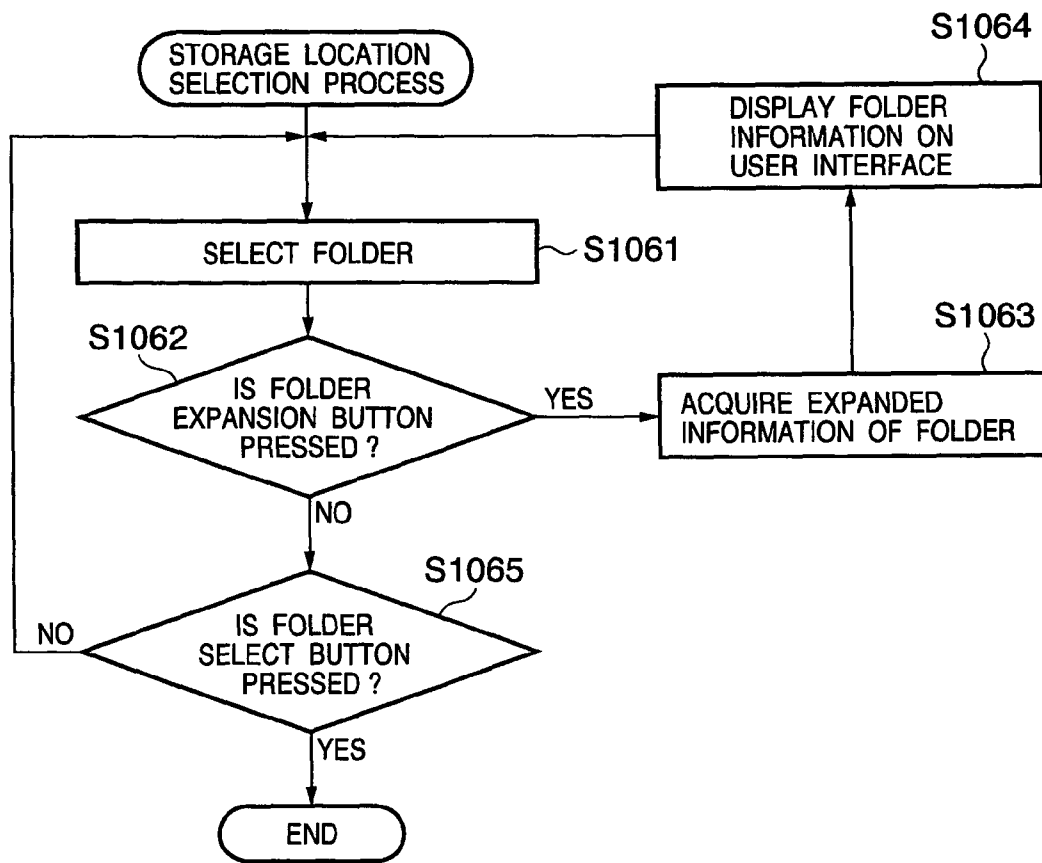 STORAGE LOCATION
SELECTION PROCESS
S1064
DISPLAY FOLDER
INFORMATION ON
USER INTERFACE
SELECT FOLDER
S1061
S1062
IS FOLDER
EXPANSION BUTTON
PRESSED ?
YES
S1063
ACQUIRE EXPANDED
INFORMATION OF FOLDER
NO
S1065
IS FOLDER
SELECT BUTTON
PRESSED ?
NO
YES
END